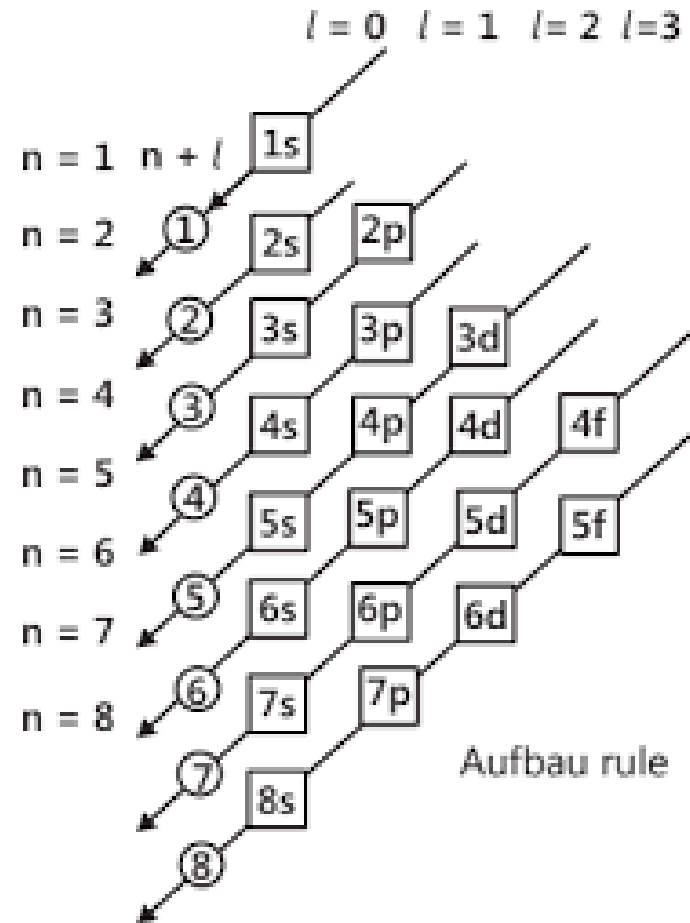 l = 0 l = 1 l= 2 l=3
1s
n = 1 n + l
n = 2 1 2s 2p
n = 3 2 3s 3p 3d
n = 4 3 4s 4p 4d 4f
n = 5 4 5s 5p 5d 5f
n = 6 5 6s 6p 6d
n = 7 6 7s 7p
n = 8 7 8s
Aufbau rule
8